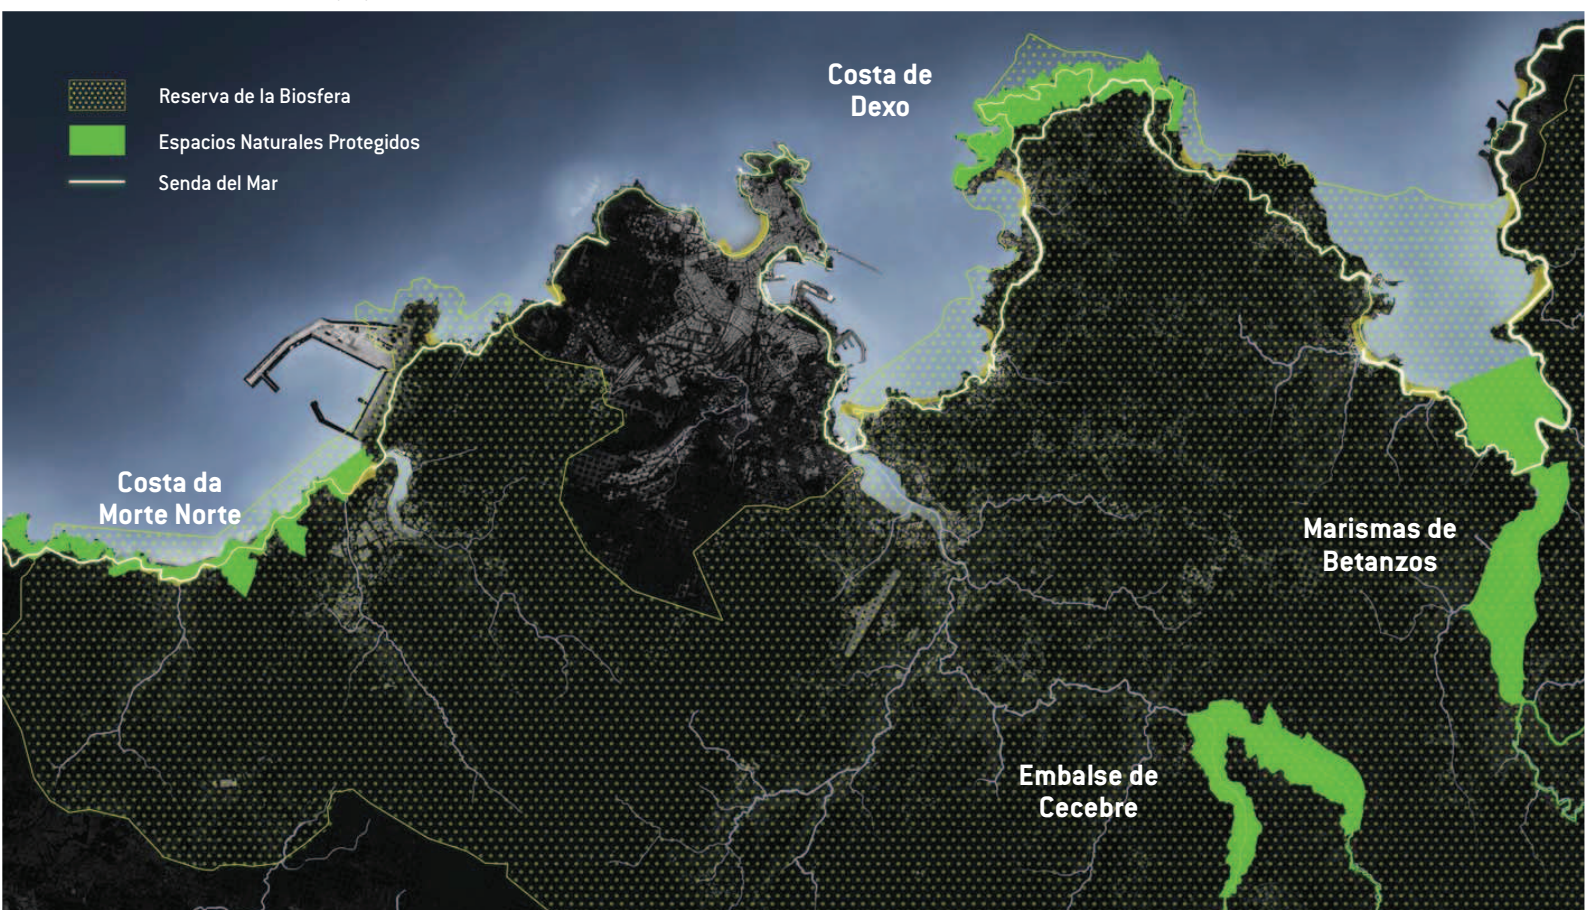 Reserva de la Biosfera
Espacios Naturales Protegidos
Senda del Mar
Costa de
Dexo
Costa da
Morte Norte
Marismas de
Betanzos
Embalse de
Cecebre